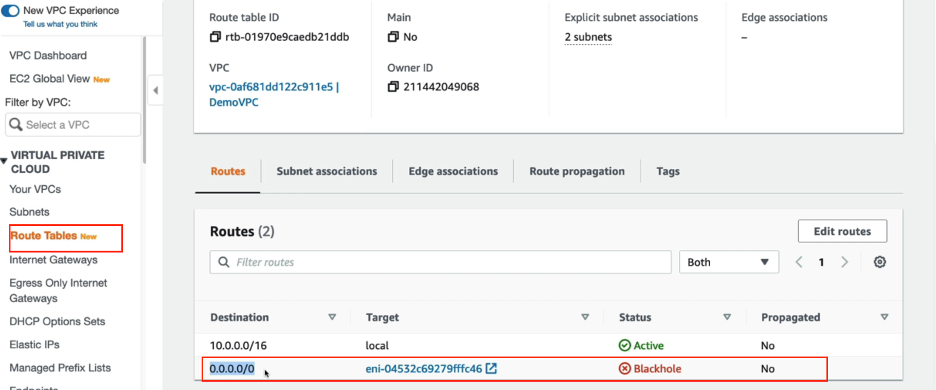 New VPC Experience
Tell us what you think
VPC Dashboard
EC2 Global View New
Filter by VPC:
Select a VPC
VIRTUAL PRIVATE
CLOUD
Your VPCs
Subnets
Route Tables New
Internet Gateways
Egress Only Internet
Gateways
DHCP Options Sets
Elastic IPs
Managed Prefix Lists
Endpoints
Route table ID
rtb-01970e9caedb21ddb
Main
No
Explicit subnet associations
2 subnets
Edge associations
–
VPC
vpc-0af681dd122c911e5 |
DemoVPC
Owner ID
211442049068
Routes
Subnet associations
Edge associations
Route propagation
Tags
Routes (2)
Edit routes
Filter routes
Both
1
Destination Target Status Propagated
10.0.0.0/16 local Active No
0.0.0.0/0 eni-04532c69279fffc46 Blackhole No